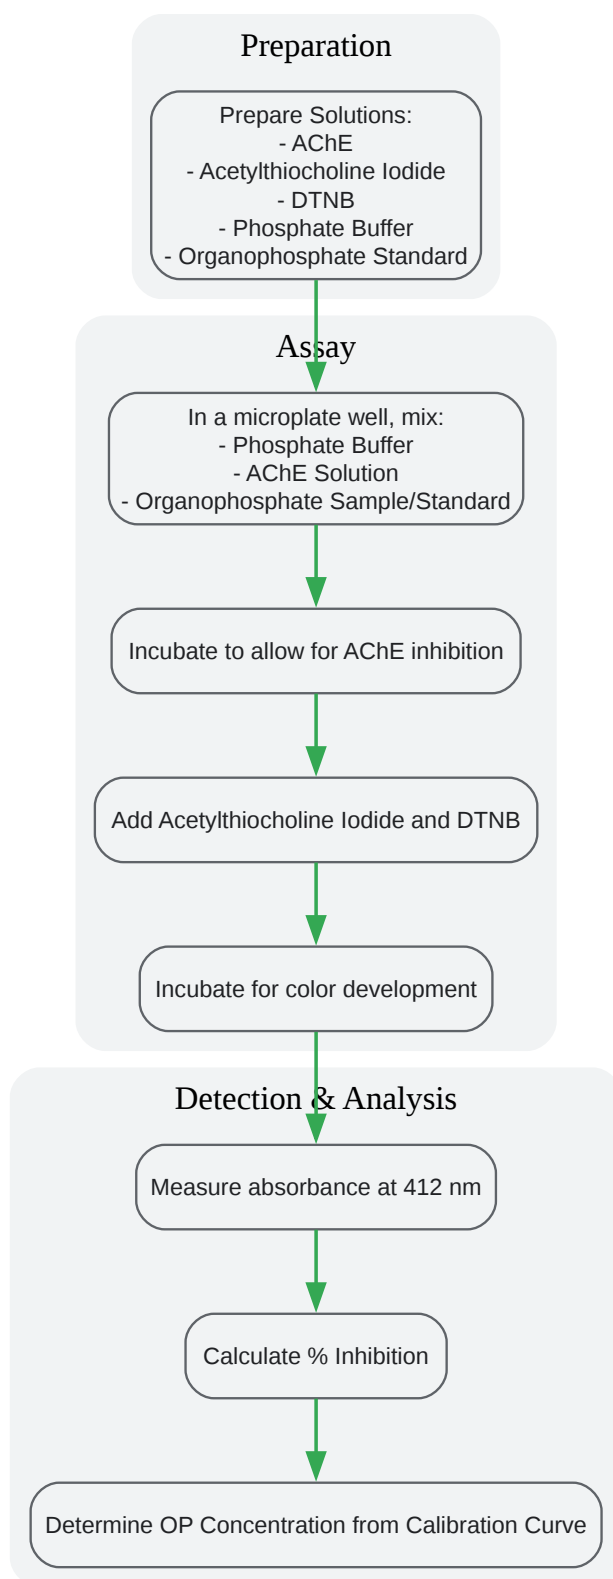 Preparation
Prepare Solutions:
- AChE
- Acetylthiocholine Iodide
- DTNB
- Phosphate Buffer
- Organophosphate Standard
Assay
In a microplate well, mix:
- Phosphate Buffer
- AChE Solution
- Organophosphate Sample/Standard
Incubate to allow for AChE inhibition
Add Acetylthiocholine Iodide and DTNB
Incubate for color development
Detection & Analysis
Measure absorbance at 412 nm
Calculate % Inhibition
Determine OP Concentration from Calibration Curve